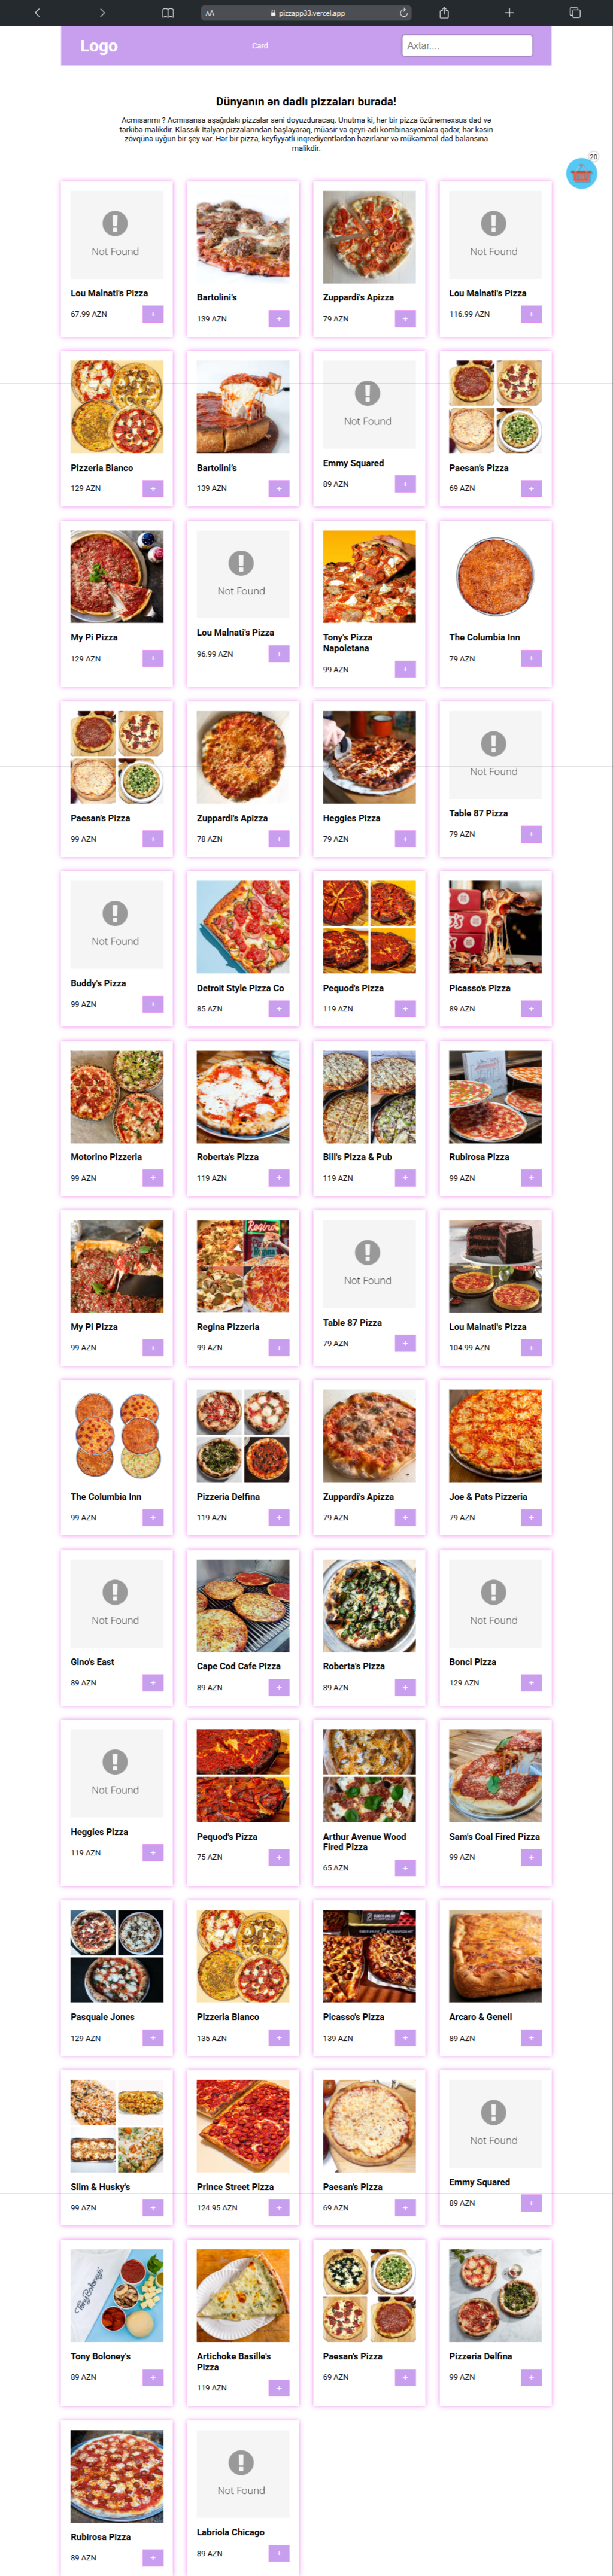 AA pizzapp33.vercel.app
Logo Card Axtar....
Dünyanın ən dadlı pizzaları burada!
Acmısanmı ? Acmısansa aşağıdakı pizzalar səni doyuzduracaq. Unutma ki, hər bir pizza özünəməxsus dad və
tərkibə malikdir. Klassik İtalyan pizzalarından başlayaraq, müasir və qeyri-adi kombinasyonlara qədər, hər kəsin
zövqünə uyğun bir şey var. Hər bir pizza, keyfiyyətli inqrediyentlərdən hazırlanır və mükəmməl dad balansına
malikdir.
20
Not Found Not Found
Lou Malnati's Pizza Bartolini's Zuppardi's Apizza Lou Malnati's Pizza
67.99 AZN + 139 AZN + 79 AZN + 116.99 AZN +
Not Found
Pizzeria Bianco Bartolini's Emmy Squared Paesan's Pizza
129 AZN + 139 AZN + 89 AZN + 69 AZN +
Not Found
My Pi Pizza Lou Malnati's Pizza Tony's Pizza The Columbia Inn
Napoletana
129 AZN + 96.99 AZN + 99 AZN + 79 AZN +
Not Found
Paesan's Pizza Zuppardi's Apizza Heggies Pizza Table 87 Pizza
99 AZN + 78 AZN + 79 AZN + 79 AZN +
Not Found
Buddy's Pizza Detroit Style Pizza Co Pequod's Pizza Picasso's Pizza
99 AZN + 85 AZN + 119 AZN + 89 AZN +
Motorino Pizzeria Roberta's Pizza Bill's Pizza & Pub Rubirosa Pizza
99 AZN + 119 AZN + 119 AZN + 99 AZN +
Regina
Not Found
My Pi Pizza Regina Pizzeria Table 87 Pizza Lou Malnati's Pizza
99 AZN + 99 AZN + 79 AZN + 104.99 AZN +
The Columbia Inn Pizzeria Delfina Zuppardi's Apizza Joe & Pats Pizzeria
99 AZN + 119 AZN + 79 AZN + 79 AZN +
Not Found Not Found
Gino's East Cape Cod Cafe Pizza Roberta's Pizza Bonci Pizza
89 AZN + 89 AZN + 89 AZN + 129 AZN +
Not Found
Heggies Pizza Pequod's Pizza Arthur Avenue Wood Sam's Coal Fired Pizza
Fired Pizza
119 AZN + 75 AZN + 65 AZN + 99 AZN +
Pasquale Jones Pizzeria Bianco Picasso's Pizza Arcaro & Genell
129 AZN + 135 AZN + 139 AZN + 89 AZN +
Not Found
Slim & Husky's Prince Street Pizza Paesan's Pizza Emmy Squared
99 AZN + 124.95 AZN + 69 AZN + 89 AZN +
Tony Boloney's Artichoke Basille's Paesan's Pizza Pizzeria Delfina
Pizza
89 AZN + 119 AZN + 69 AZN + 99 AZN +
Not Found
Rubirosa Pizza Labriola Chicago
89 AZN + 89 AZN +